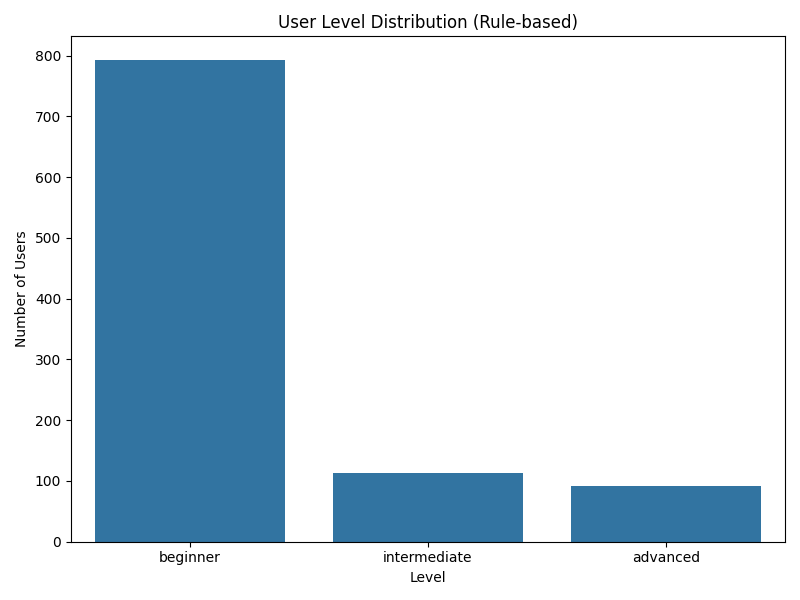 User Level Distribution (Rule-based)
Number of Users
800
700
600
500
400
300
200
100
0
beginner intermediate advanced
Level